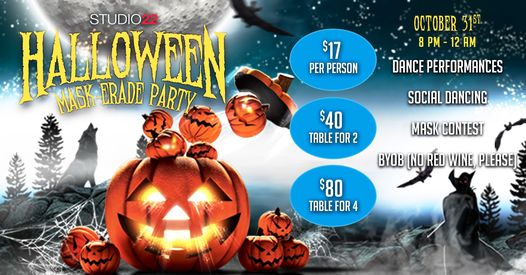 STUDIO22
HALLOWEEN
MASK-ERADE PARTY
$17
PER PERSON
$40
TABLE FOR 2
$80
TABLE FOR 4
OCTOBER 31ST
8 PM - 12 AM
DANCE PERFORMANCES
SOCIAL DANCING
MASK CONTEST
BYOB (NO RED WINE, PLEASE)